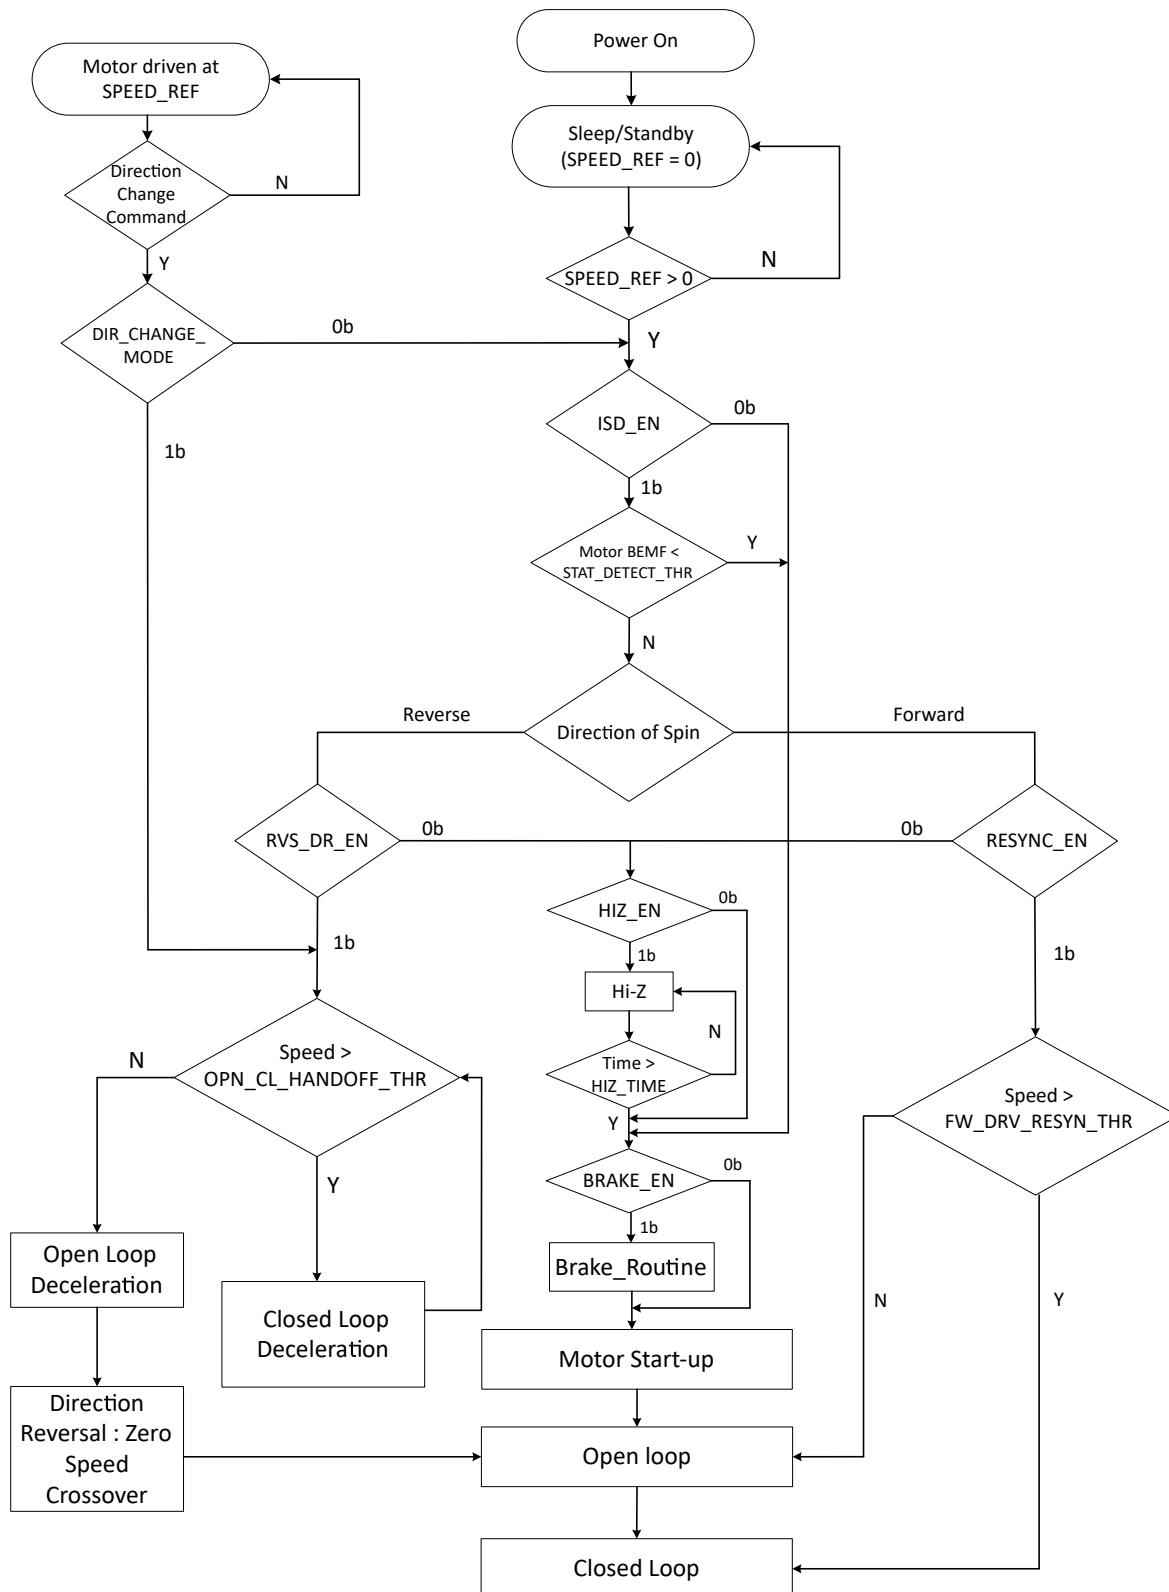 Power On
Motor driven at
SPEED_REF
Sleep/Standby
(SPEED_REF = 0)
Direction
Change
Command
N
Y
SPEED_REF > 0
N
Y
DIR_CHANGE_
MODE
0b
1b
ISD_EN
0b
1b
Motor BEMF <
STAT_DETECT_THR
Y
N
Direction of Spin
Reverse
Forward
RVS_DR_EN
0b
1b
RESYNC_EN
0b
1b
HIZ_EN
0b
1b
Hi-Z
N
Time >
HIZ_TIME
Y
Speed >
OPN_CL_HANDOFF_THR
N
Y
Speed >
FW_DRV_RESYN_THR
N
Y
BRAKE_EN
0b
1b
Brake_Routine
Open Loop
Deceleration
Closed Loop
Deceleration
Motor Start-up
Direction
Reversal : Zero
Speed
Crossover
Open loop
Closed Loop